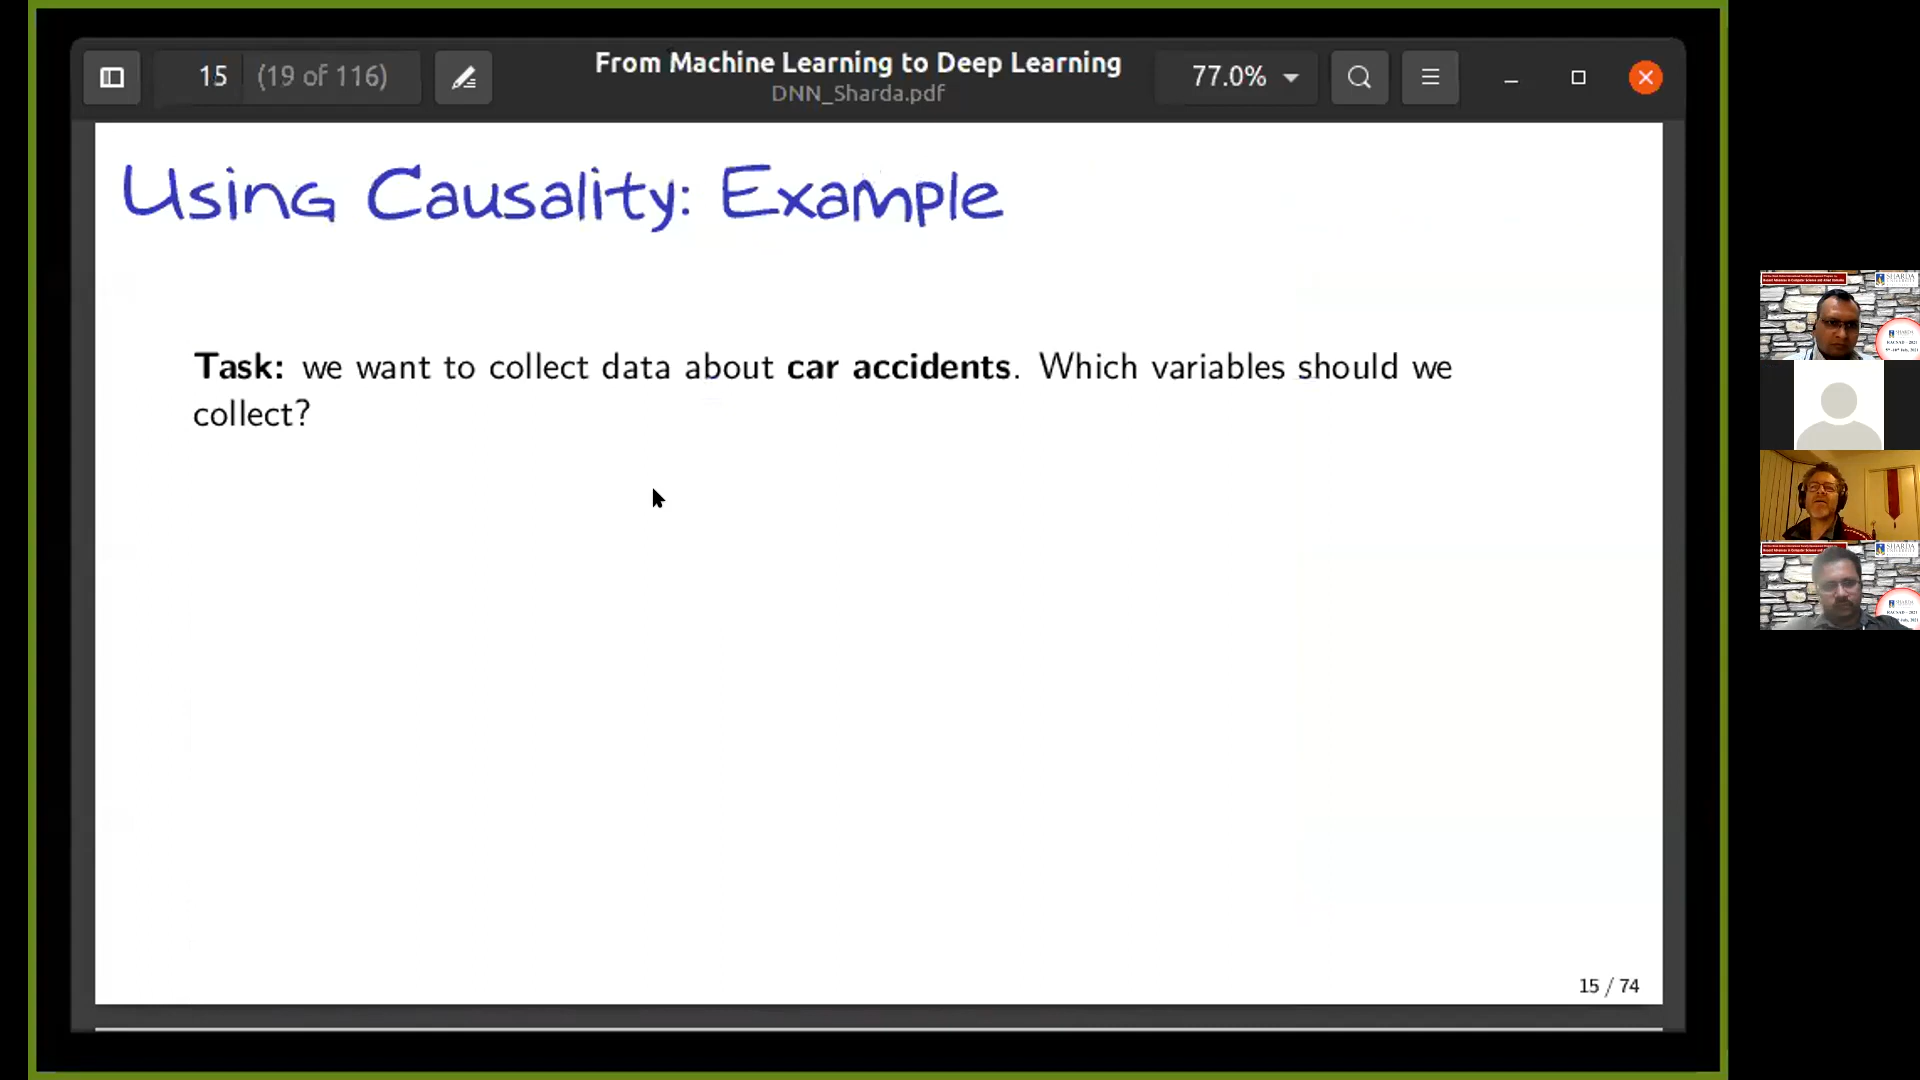 15 (19 of 116)
From Machine Learning to Deep Learning
DNN_Sharda.pdf
77.0%
Using Causality: Example
Task: we want to collect data about car accidents. Which variables should we
collect?
15 / 74
SHARDA